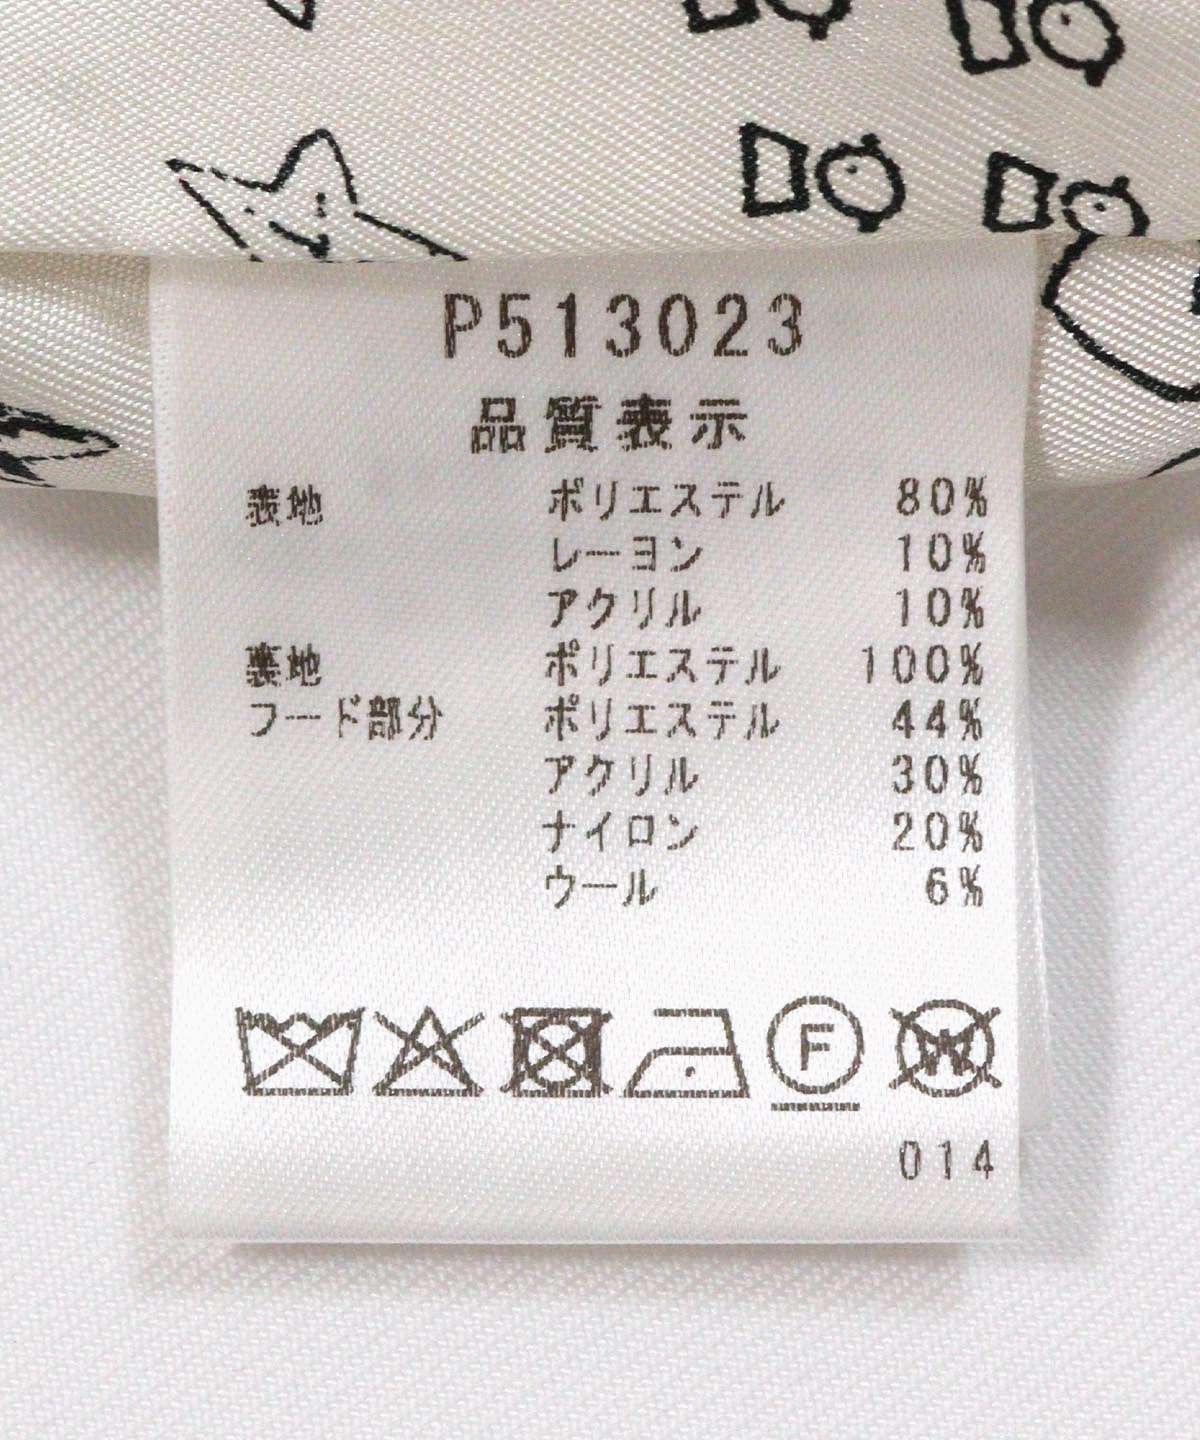 P513023
品質表示
表地 ポリエステル 80%
レーヨン 10%
アクリル 10%
裏地 ポリエステル 100%
フード部分 ポリエステル 44%
アクリル 30%
ナイロン 20%
ウール 6%
F W
014